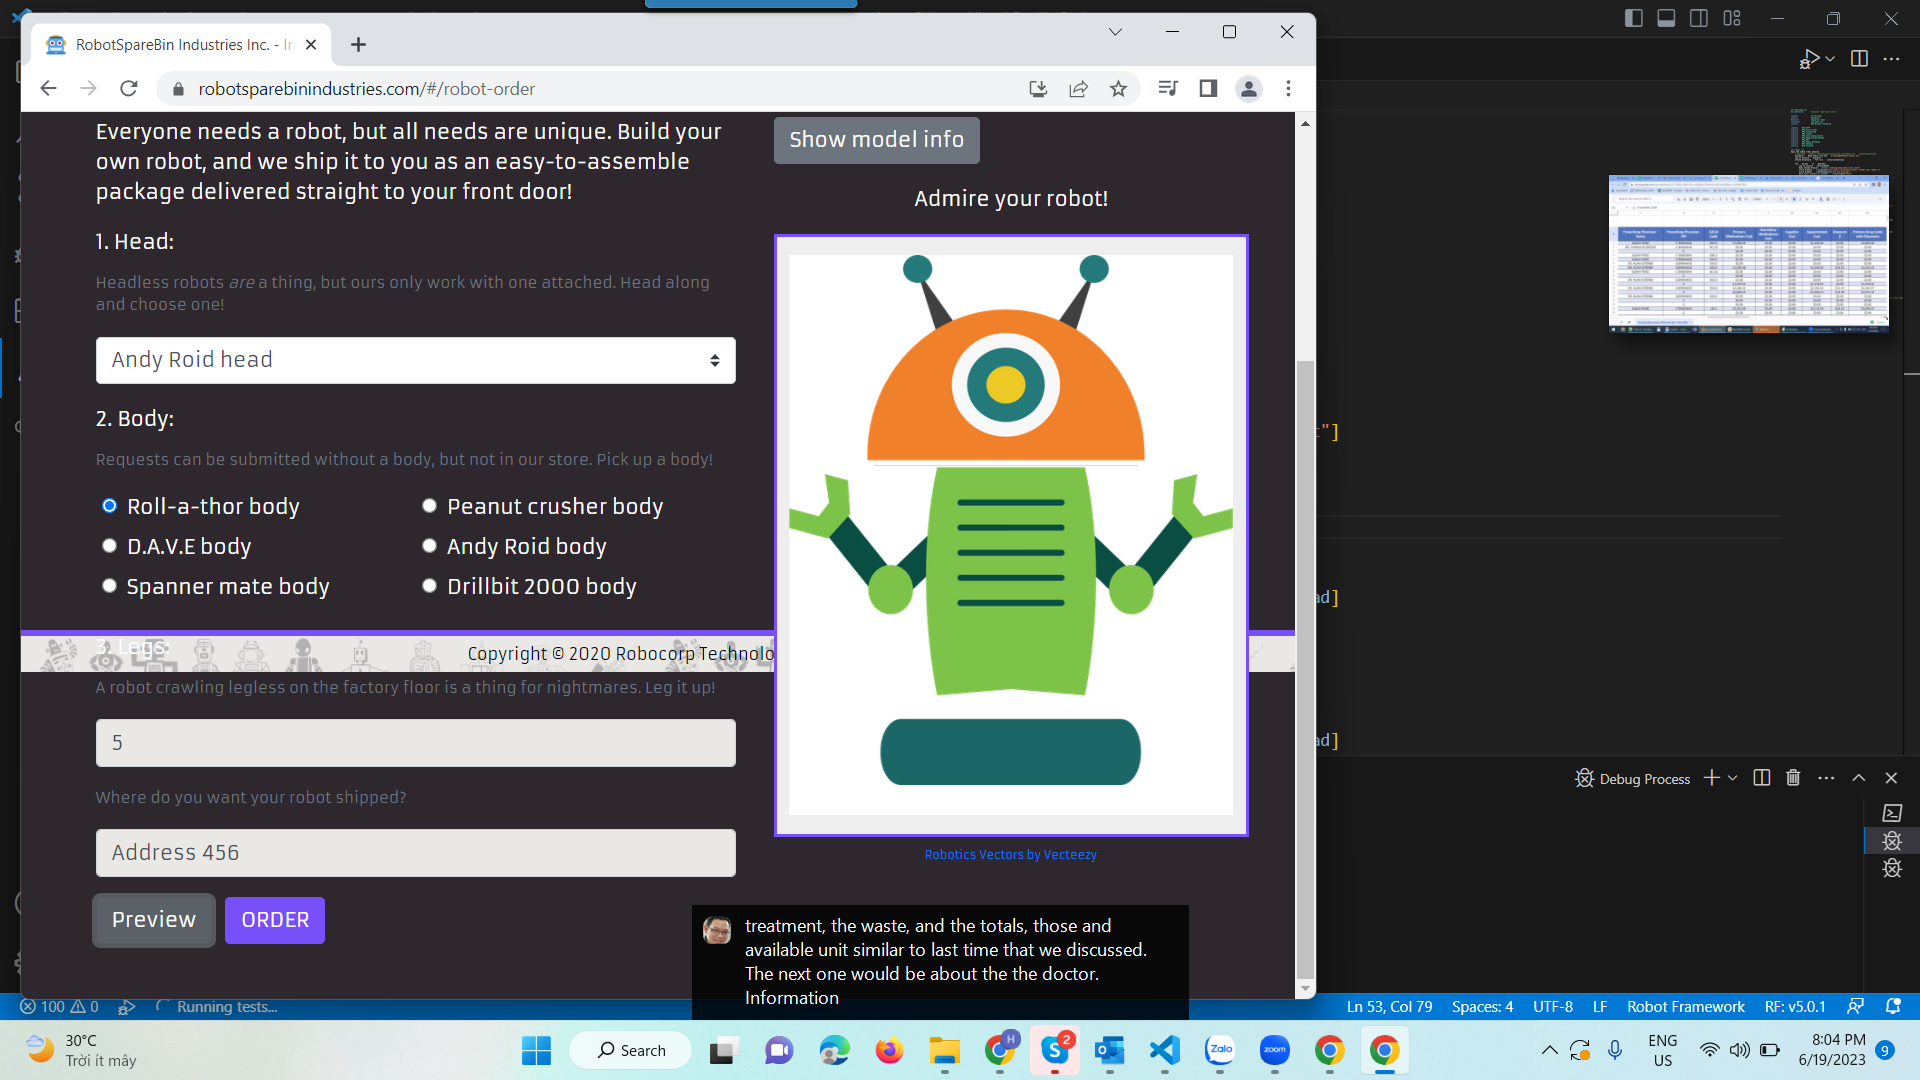 RobotSpareBin Industries Inc. - In
robotsparebinindustries.com/#/robot-order
Everyone needs a robot, but all needs are unique. Build your
own robot, and we ship it to you as an easy-to-assemble
package delivered straight to your front door!
Show model info
Admire your robot!
1. Head:
Headless robots are a thing, but ours only work with one attached. Head along
and choose one!
Andy Roid head
2. Body:
Requests can be submitted without a body, but not in our store. Pick up a body!
Roll-a-thor body
Peanut crusher body
D.A.V.E body
Andy Roid body
Spanner mate body
Drillbit 2000 body
3. Legs:
Copyright © 2020 Robocorp Technolo
A robot crawling legless on the factory floor is a thing for nightmares. Leg it up!
5
Where do you want your robot shipped?
Address 456
Preview
ORDER
Robotics Vectors by Vecteezy
"]
ad]
ad]
Debug Process
treatment, the waste, and the totals, those and
available unit similar to last time that we discussed.
The next one would be about the the doctor.
Information
100
0
Running tests...
Ln 53, Col 79
Spaces: 4
UTF-8
LF
Robot Framework
RF: v5.0.1
30°C
Trời ít mây
Search
H
2
Zalo
zoom
ENG
US
8:04 PM
6/19/2023
9